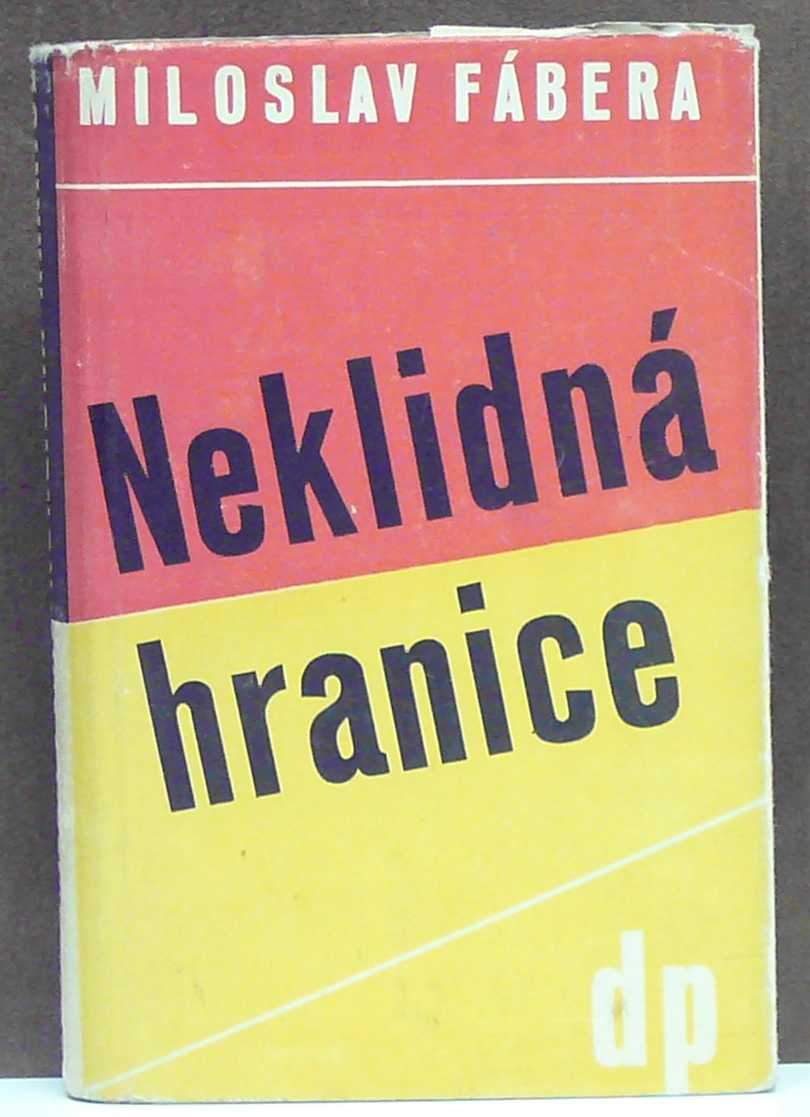 MILOSLAV FÁBERA
Neklidná
hranice
dp